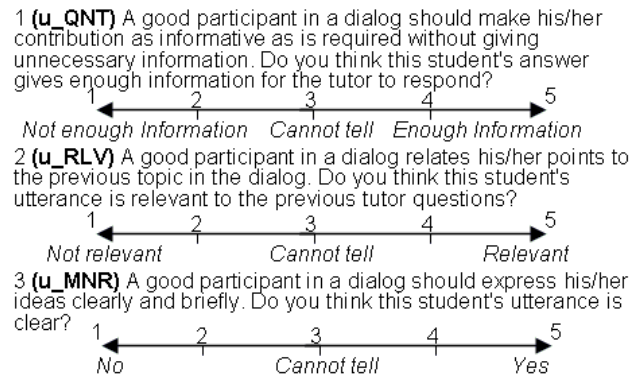 1 (u_QNT) A good participant in a dialog should make his/her
contribution as informative as is required without giving
unnecessary information. Do you think this student's answer
gives enough information for the tutor to respond?
1 2 3 4 5
Not enough Information Cannot tell Enough Information
2 (u_RLV) A good participant in a dialog relates his/her points to
the previous topic in the dialog. Do you think this student's
utterance is relevant to the previous tutor questions?
1 2 3 4 5
Not relevant Cannot tell Relevant
3 (u_MNR) A good participant in a dialog should express his/her
ideas clearly and briefly. Do you think this student's utterance is
clear?
1 2 3 4 5
No Cannot tell Yes